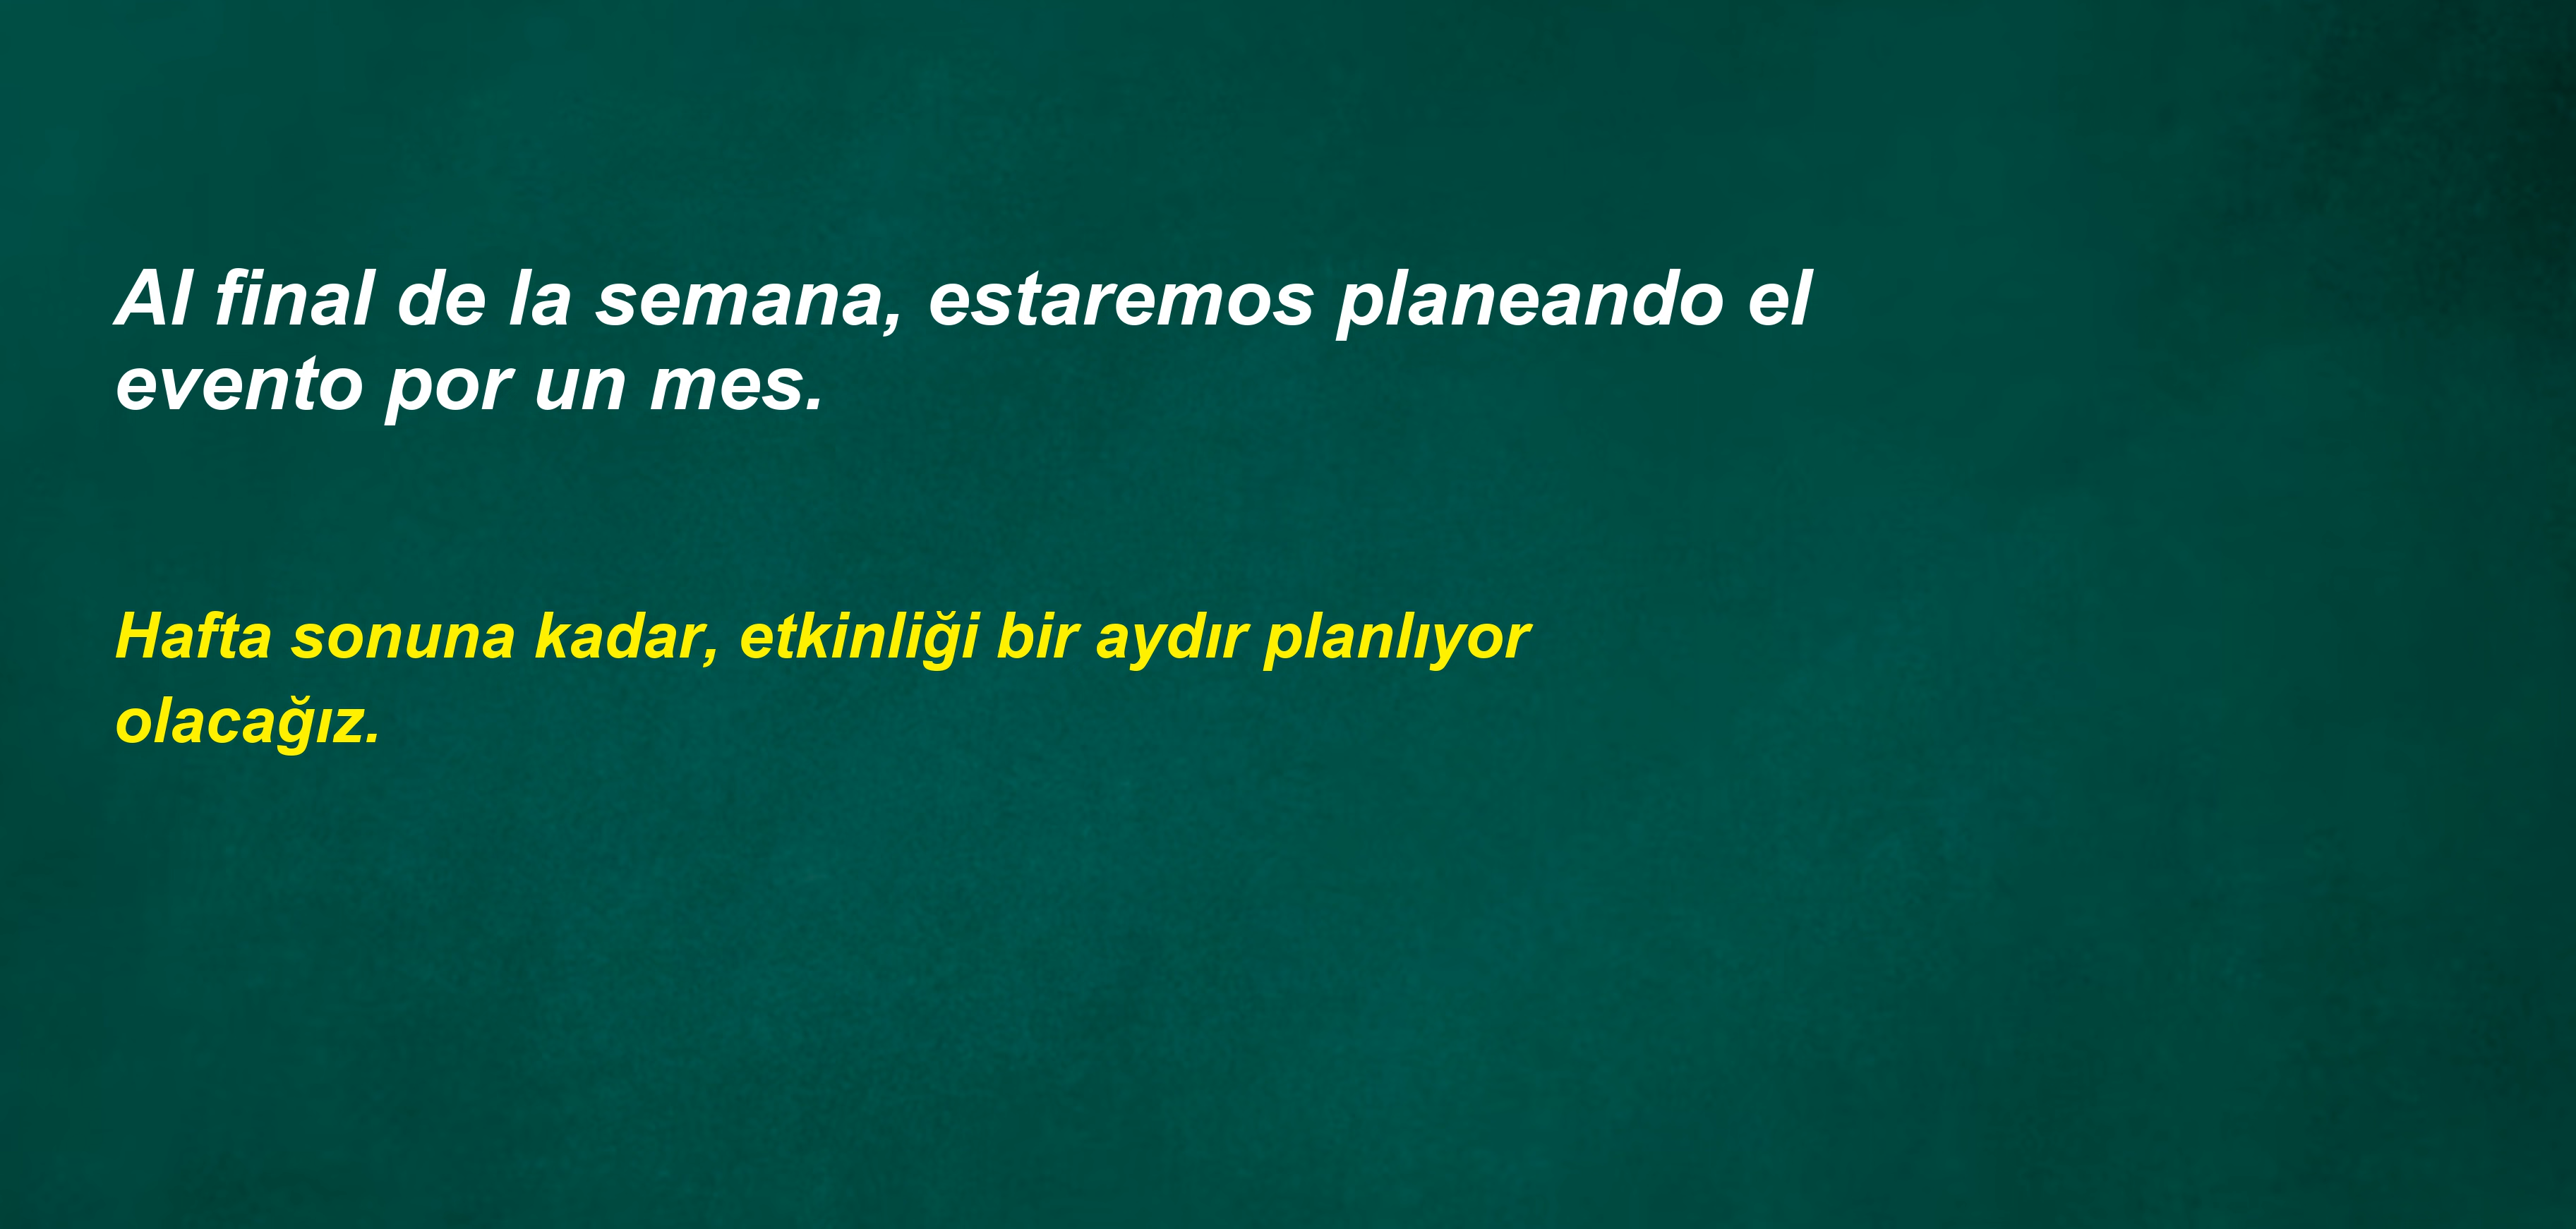 Al final de la semana, estaremos planeando el
evento por un mes.
Hafta sonuna kadar, etkinliği bir aydır planlıyor
olacağız.